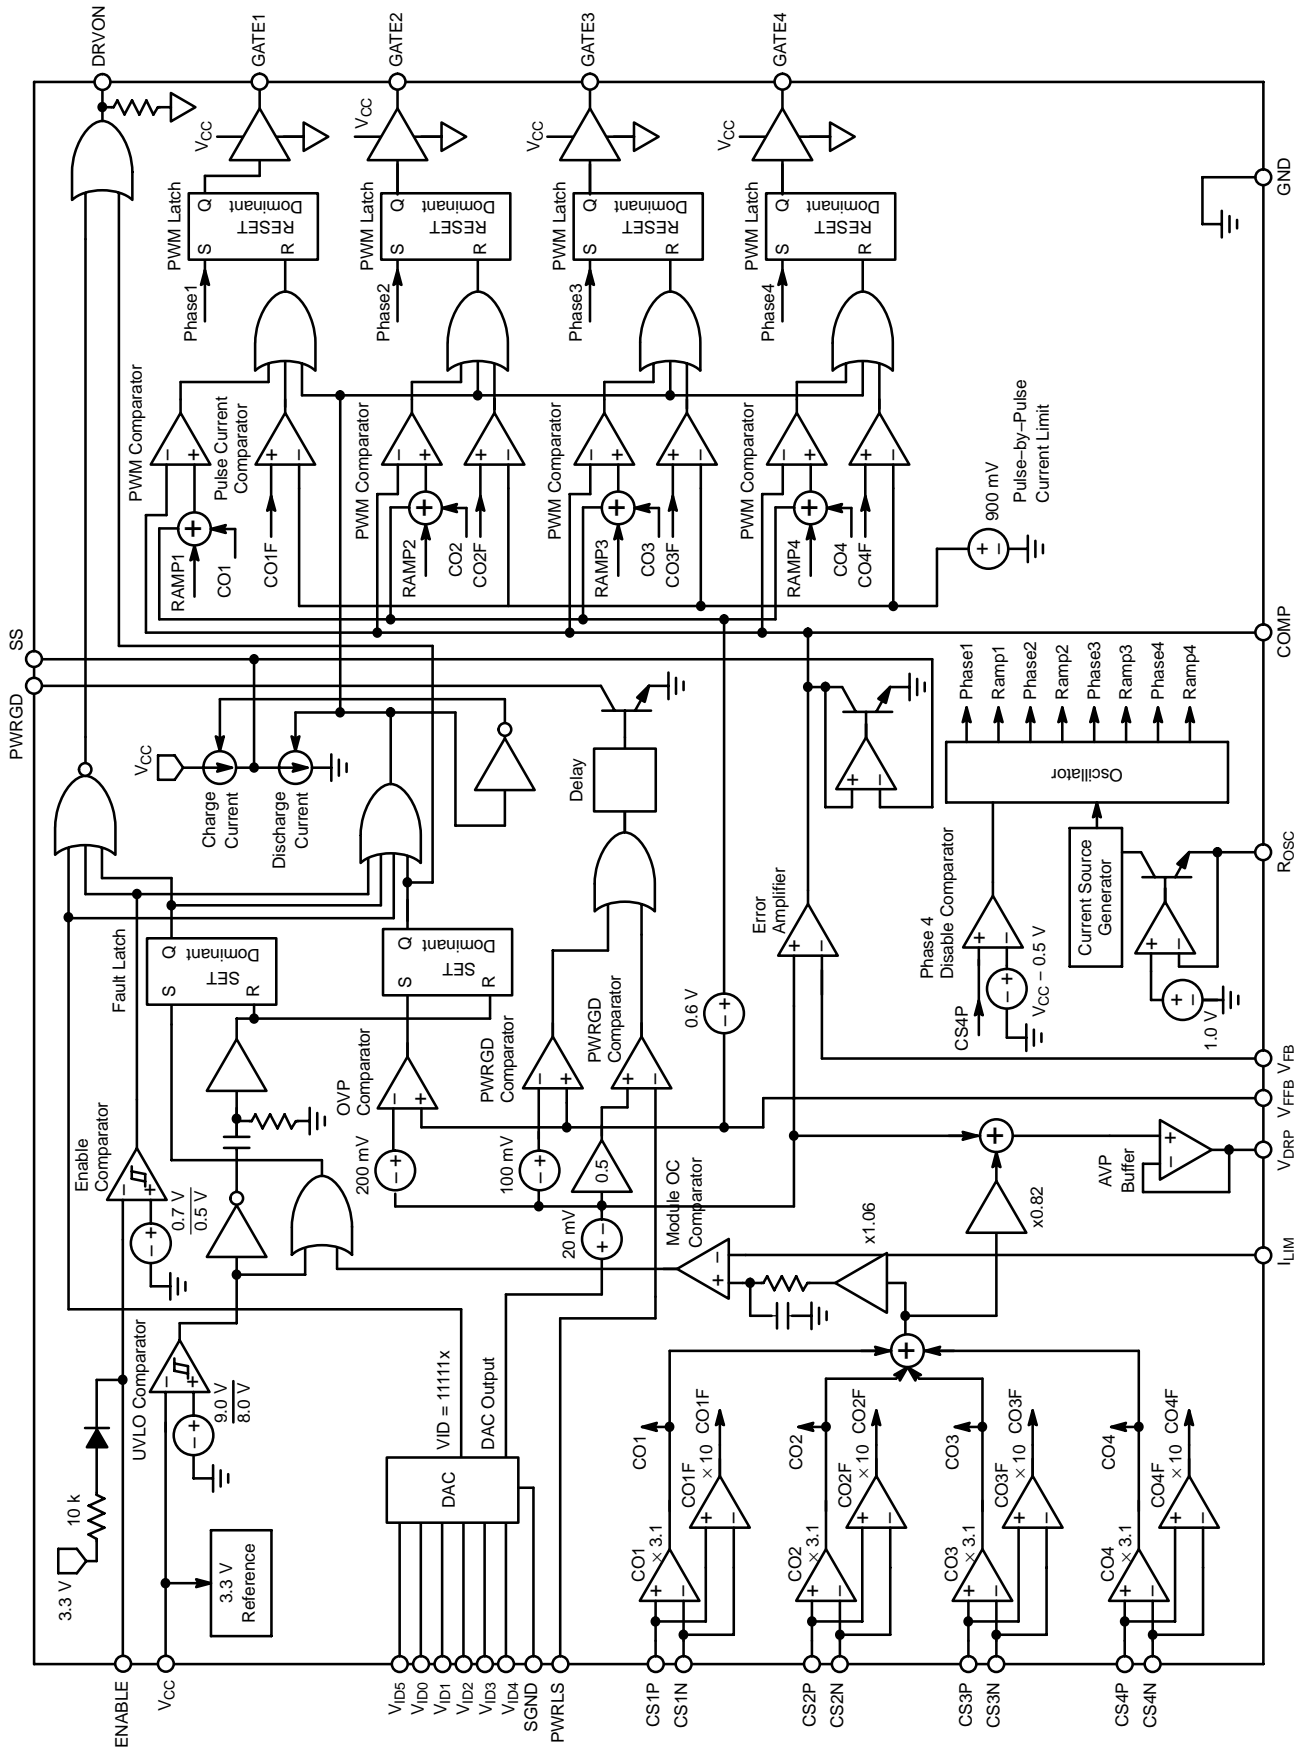 ENABLE
3.3 V
10 k
VCC
3.3 V
Reference
UVLO Comparator
9.0 V
8.0 V
Enable
Comparator
0.7 V
0.5 V
Fault Latch
S
Q
R
SET
Dominant
VCC
Charge
Current
Discharge
Current
PWRGD
SS
DRVON
VID5
VID0
VID1
VID2
VID3
VID4
SGND
PWRLS
DAC
VID = 11111x
DAC Output
200 mV
OVP
Comparator
S
Q
R
SET
Dominant
100 mV
PWRGD
Comparator
20 mV
0.5
PWRGD
Comparator
Delay
Module OC
Comparator
x1.06
x0.82
0.6 V
Error
Amplifier
AVP
Buffer
CS1P
CS1N
CO1
× 3.1
CO1
CO1F
× 10
CO1F
CS2P
CS2N
CO2
× 3.1
CO2
CO2F
× 10
CO2F
CS3P
CS3N
CO3
× 3.1
CO3
CO3F
× 10
CO3F
CS4P
CS4N
CO4
× 3.1
CO4
CO4F
× 10
CO4F
Phase 4
Disable Comparator
CS4P
VCC – 0.5 V
Current Source
Generator
1.0 V
Oscillator
Phase1
Ramp1
Phase2
Ramp2
Phase3
Ramp3
Phase4
Ramp4
PWM Comparator
RAMP1
CO1
Pulse Current
Comparator
CO1F
Phase1
PWM Latch
S
Q
R
RESET
Dominant
VCC
GATE1
PWM Comparator
RAMP2
CO2
CO2F
Phase2
PWM Latch
S
Q
R
RESET
Dominant
VCC
GATE2
PWM Comparator
RAMP3
CO3
CO3F
Phase3
PWM Latch
S
Q
R
RESET
Dominant
VCC
GATE3
PWM Comparator
RAMP4
CO4
CO4F
Phase4
PWM Latch
S
Q
R
RESET
Dominant
VCC
GATE4
900 mV
Pulse–by–Pulse
Current Limit
ILIM
VDRP
VFFB
VFB
ROSC
COMP
GND